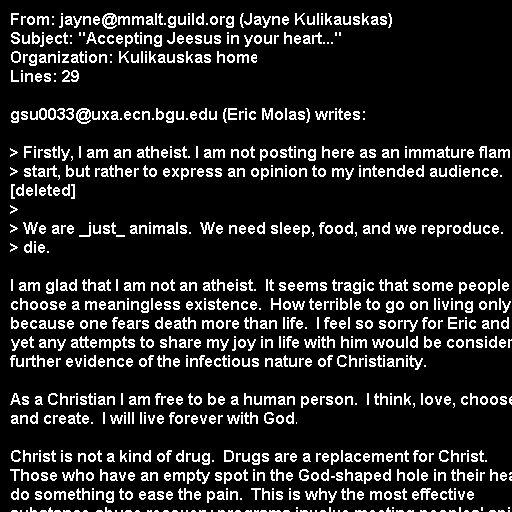 From: jayne@mmalt.guild.org (Jayne Kulikauskas)
Subject: "Accepting Jeesus in your heart..."
Organization: Kulikauskas home
Lines: 29

gsu0033@uxa.ecn.bgu.edu (Eric Molas) writes:

> Firstly, I am an atheist. I am not posting here as an immature flam
> start, but rather to express an opinion to my intended audience.
[deleted]
>
> We are _just_ animals.  We need sleep, food, and we reproduce.
> die.

I am glad that I am not an atheist.  It seems tragic that some people
choose a meaningless existence.  How terrible to go on living only
because one fears death more than life.  I feel so sorry for Eric and
yet any attempts to share my joy in life with him would be consider
further evidence of the infectious nature of Christianity.

As a Christian I am free to be a human person.  I think, love, choose
and create.  I will live forever with God.

Christ is not a kind of drug.  Drugs are a replacement for Christ.
Those who have an empty spot in the God-shaped hole in their hea
do something to ease the pain.  This is why the most effective
substance abuse recovery programs involve meeting peoples' spi